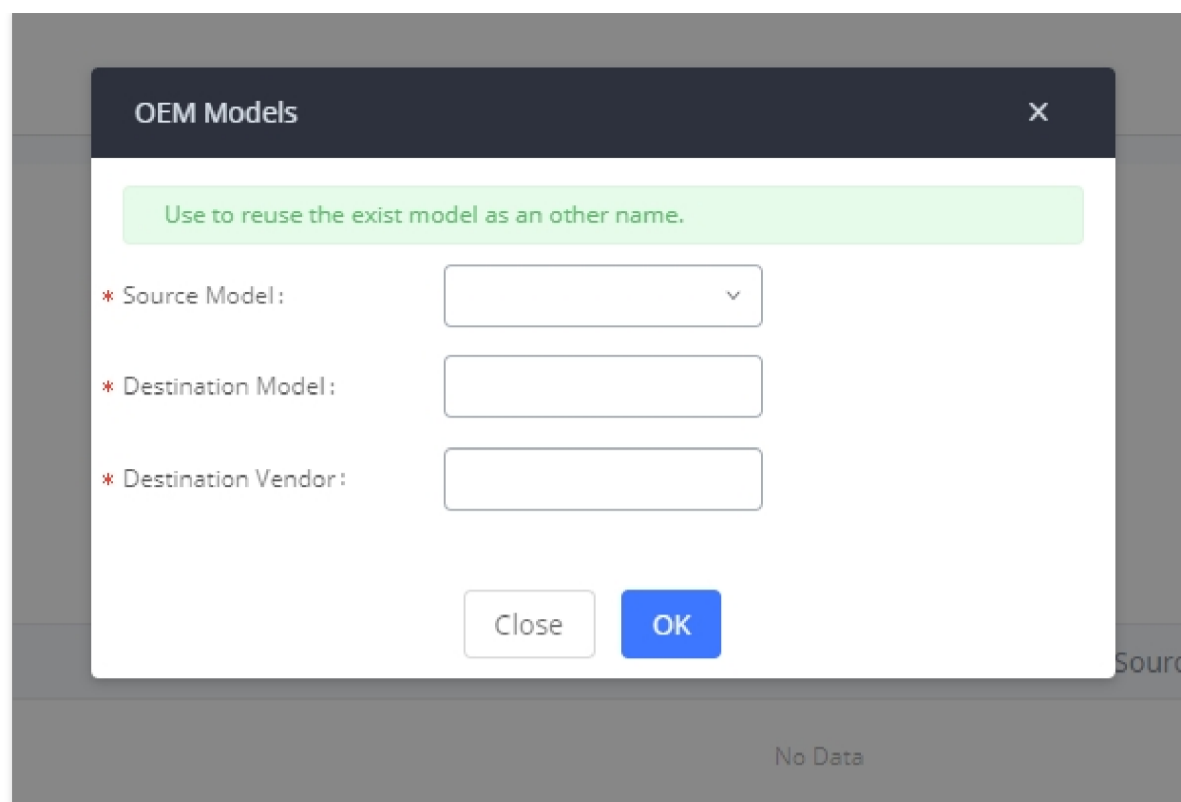 OEM Models
Use to reuse the exist model as an other name.
* Source Model:
* Destination Model:
* Destination Vendor:
Close OK
No Data